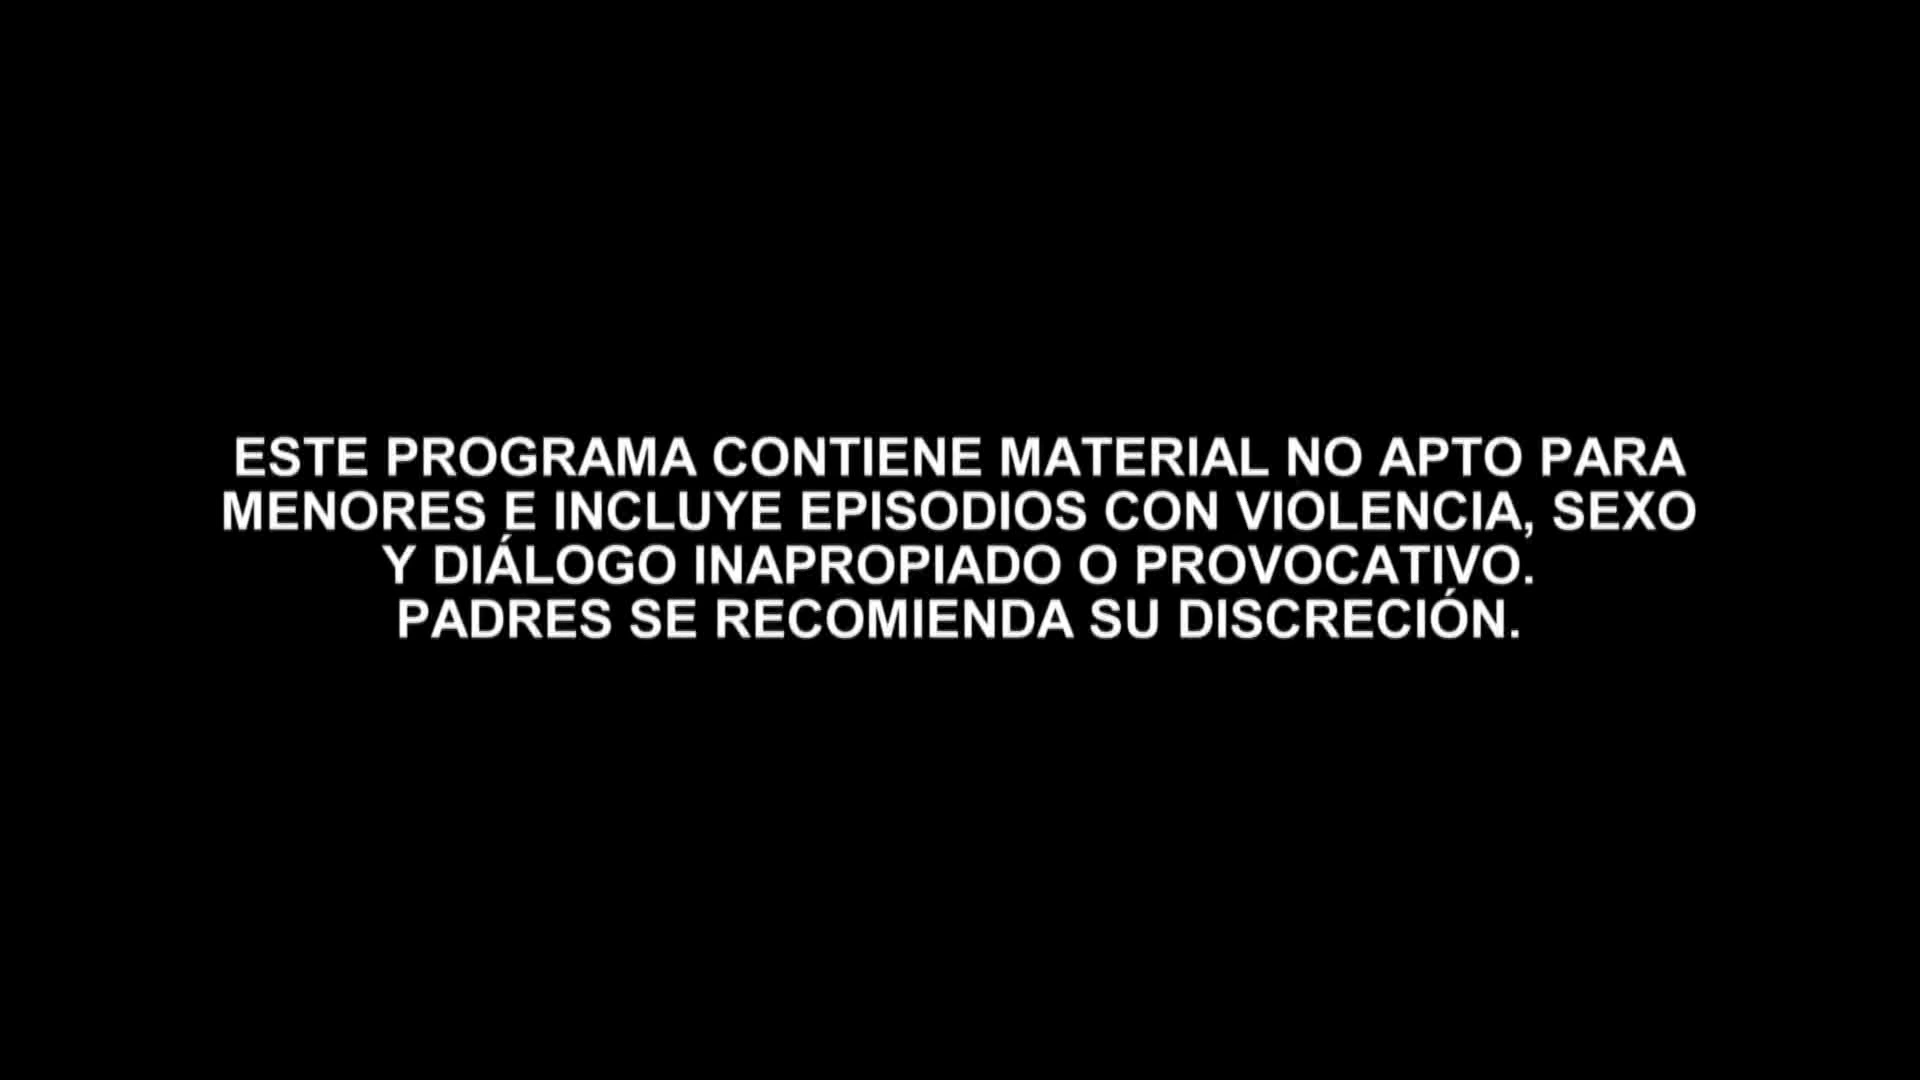 ESTE PROGRAMA CONTIENE MATERIAL NO APTO PARA
MENORES E INCLUYE EPISODIOS CON VIOLENCIA, SEXO
Y DIÁLOGO INAPROPIADO O PROVOCATIVO.
PADRES SE RECOMIENDA SU DISCRECIÓN.